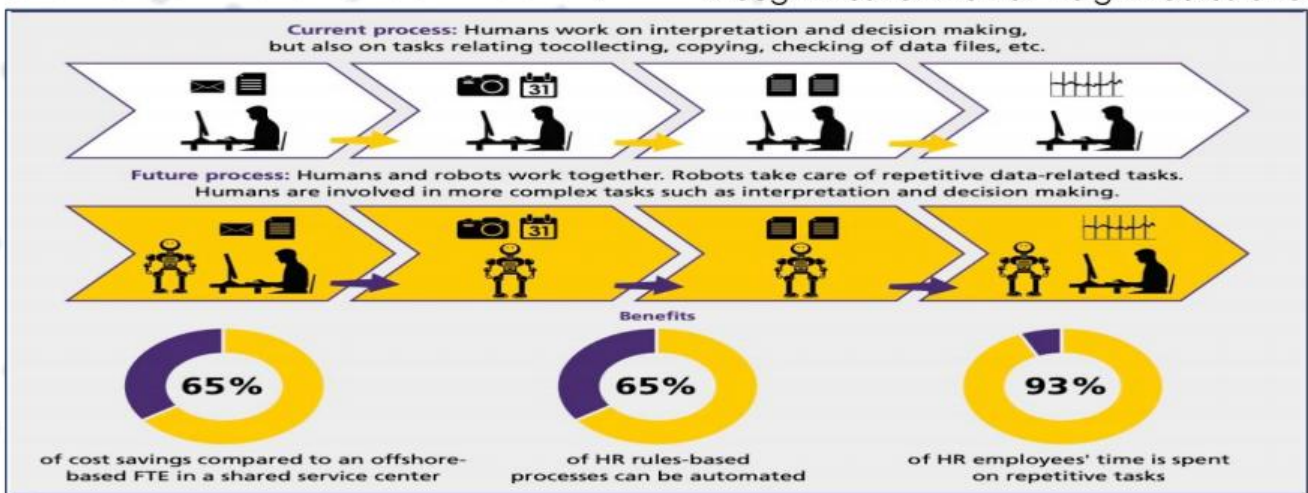 Current process: Humans work on interpretation and decision making,
but also on tasks relating tocollecting, copying, checking of data files, etc.
31
Future process: Humans and robots work together. Robots take care of repetitive data-related tasks.
Humans are involved in more complex tasks such as interpretation and decision making.
31
Benefits
65%
65%
93%
of cost savings compared to an offshore-
based FTE in a shared service center
of HR rules-based
processes can be automated
of HR employees' time is spent
on repetitive tasks